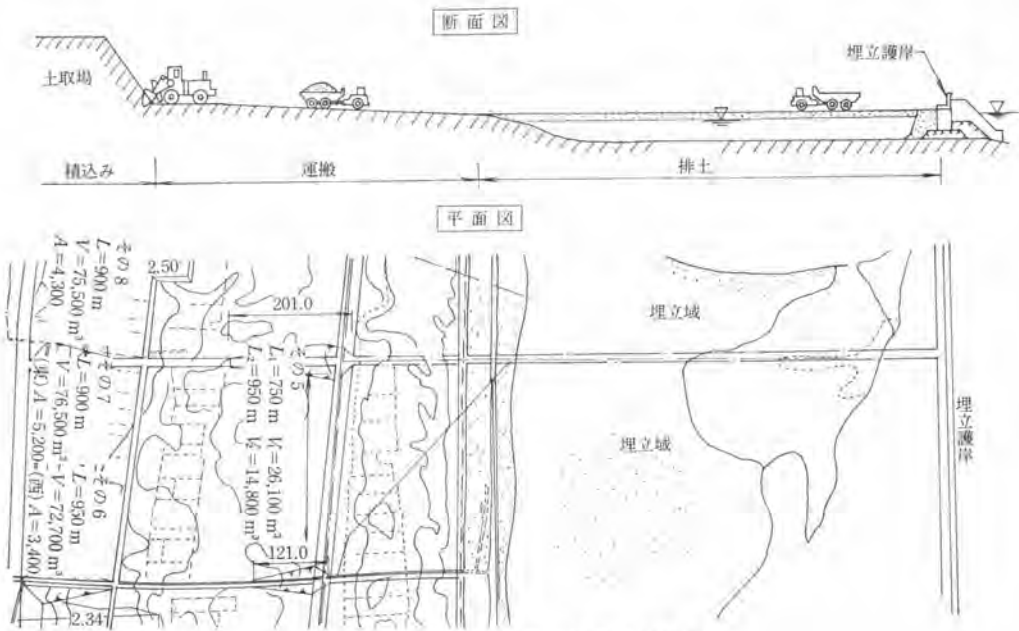 断面図
土取場
埋立護岸
積込み
運搬
排土
平面図
その8
L=900 m
V=75,500 m³
A=4,300
2.50
201.0
その7
L=900 m
V=76,500 m³
(東) A=5,200
その6
L=950 m
V=72,700 m³
(西) A=3,400
その5
L₁=750 m V₁=26,100 m³
L₂=950 m V₂=14,800 m³
121.0
2.34
埋立域
埋立域
埋立護岸